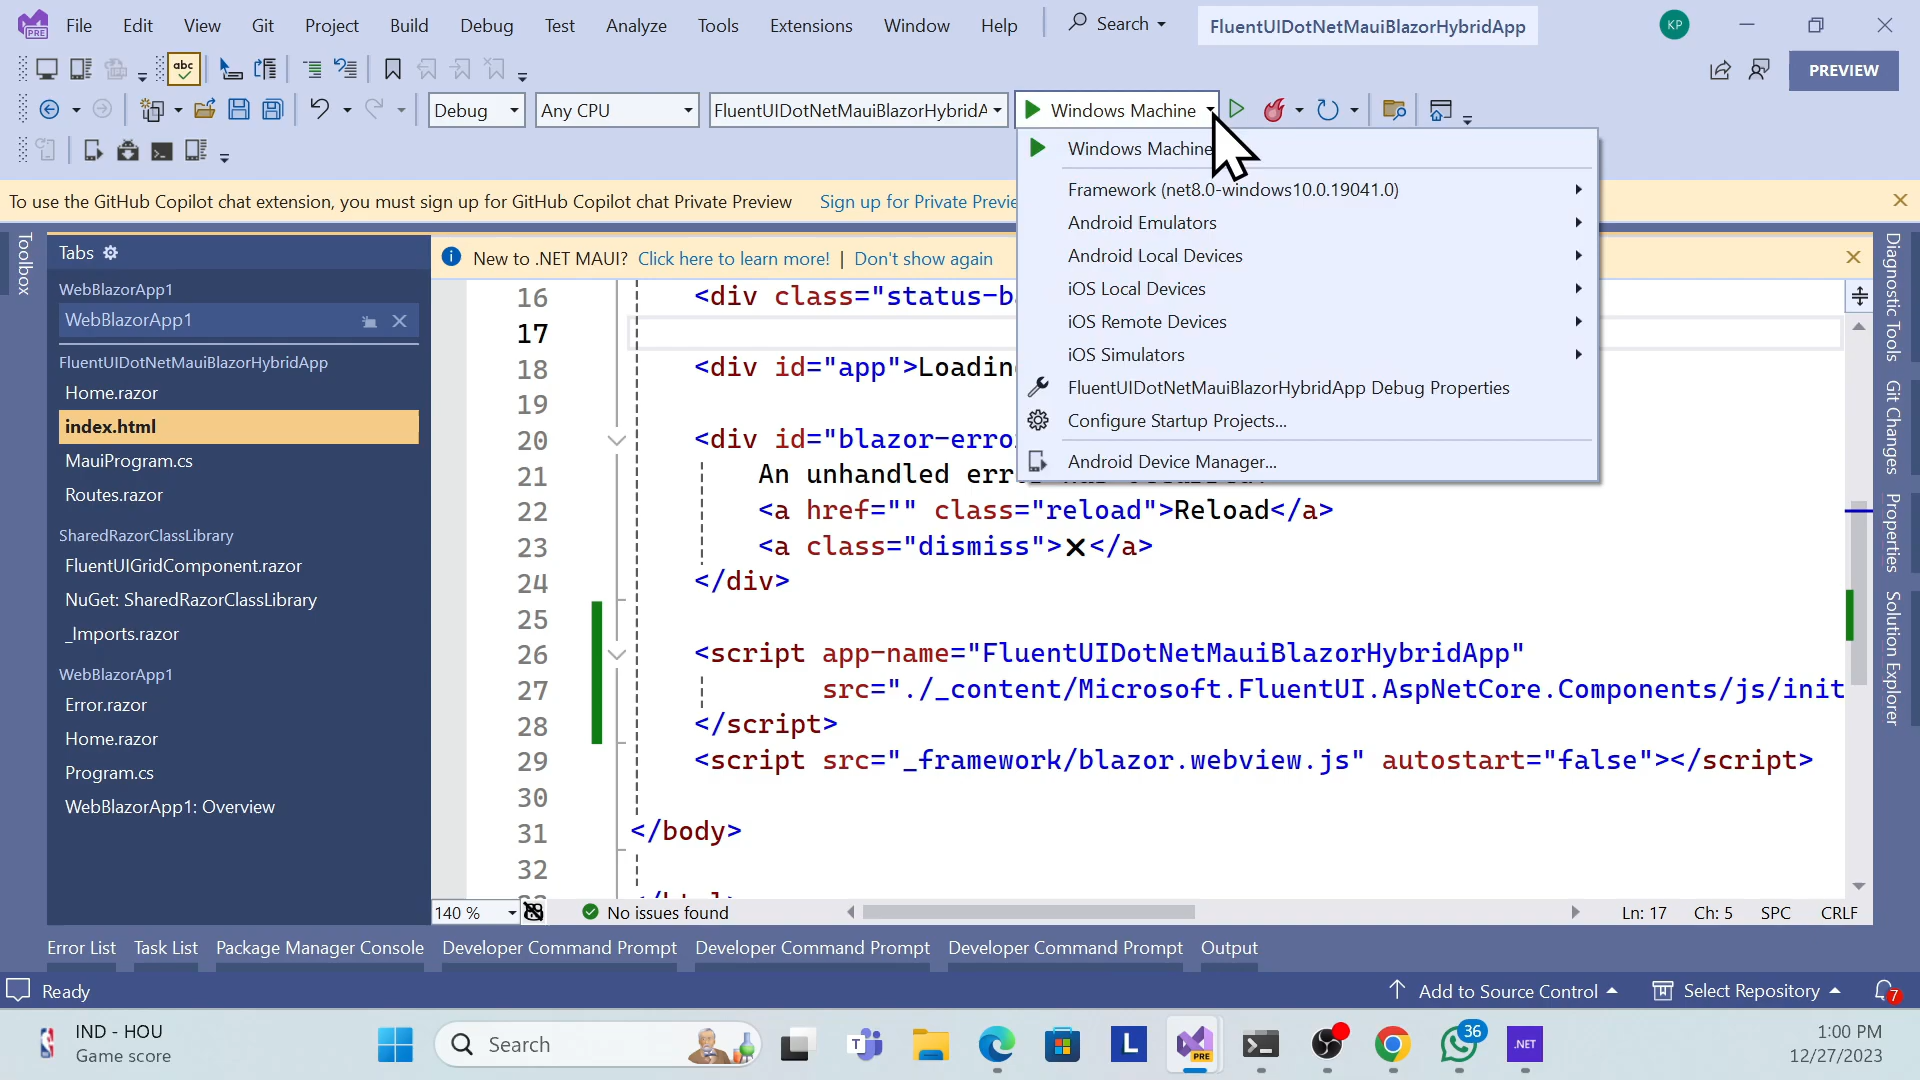 File Edit View Git Project Build Debug Test Analyze Tools Extensions Window Help Search FluentUIDotNetMauiBlazorHybridApp KP
abc PREVIEW
Debug Any CPU FluentUIDotNetMauiBlazorHybridA Windows Machine
Windows Machine
Framework (net8.0-windows10.0.19041.0)
Android Emulators
Android Local Devices
iOS Local Devices
iOS Remote Devices
iOS Simulators
FluentUIDotNetMauiBlazorHybridApp Debug Properties
Configure Startup Projects...
Android Device Manager...
To use the GitHub Copilot chat extension, you must sign up for GitHub Copilot chat Private Preview Sign up for Private Previe
Toolbox
Tabs
WebBlazorApp1
WebBlazorApp1
FluentUIDotNetMauiBlazorHybridApp
Home.razor
index.html
MauiProgram.cs
Routes.razor
SharedRazorClassLibrary
FluentUIGridComponent.razor
NuGet: SharedRazorClassLibrary
_Imports.razor
WebBlazorApp1
Error.razor
Home.razor
Program.cs
WebBlazorApp1: Overview
New to .NET MAUI? Click here to learn more! | Don't show again
16 <div class="status-ba
17
18 <div id="app">Loadin
19
20 <div id="blazor-erro
21 An unhandled err
22 <a href="" class="reload">Reload</a>
23 <a class="dismiss">🗙</a>
24 </div>
25
26 <script app-name="FluentUIDotNetMauiBlazorHybridApp"
27 src="./_content/Microsoft.FluentUI.AspNetCore.Components/js/init
28 </script>
29 <script src="_framework/blazor.webview.js" autostart="false"></script>
30
31 </body>
32
Diagnostic Tools
Git Changes
Properties
Solution Explorer
140 % No issues found Ln: 17 Ch: 5 SPC CRLF
Error List Task List Package Manager Console Developer Command Prompt Developer Command Prompt Developer Command Prompt Output
Ready Add to Source Control Select Repository 7
IND - HOU
Game score
Search T L PRE 36 .NET
1:00 PM
12/27/2023